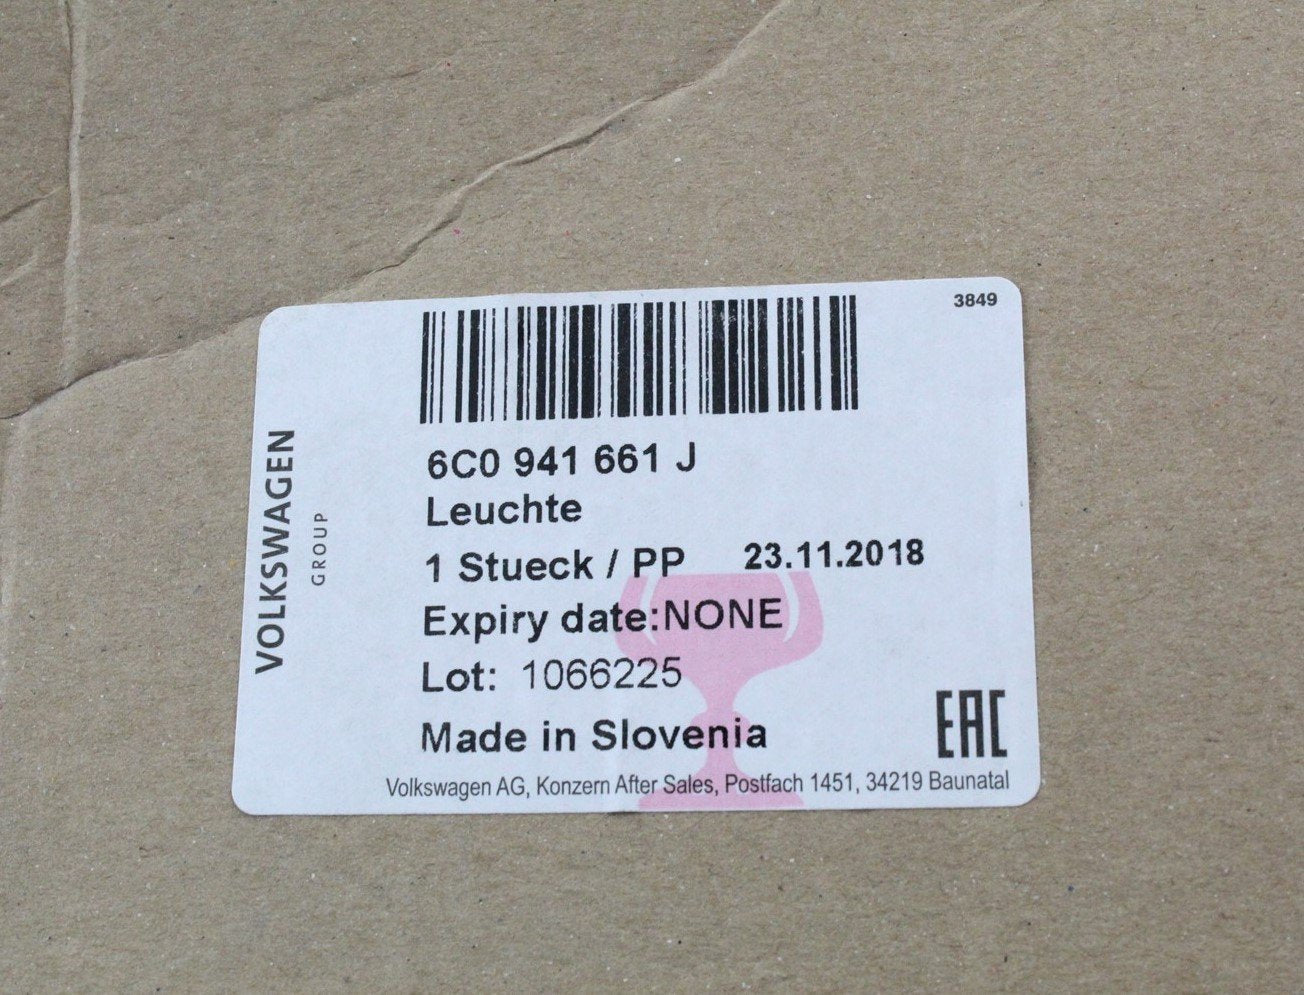 3849
6C0 941 661 J
Leuchte
1 Stueck / PP 23.11.2018
Expiry date:NONE
Lot: 1066225
Made in Slovenia
EAC
Volkswagen AG, Konzern After Sales, Postfach 1451, 34219 Baunatal
VOLKSWAGEN
GROUP